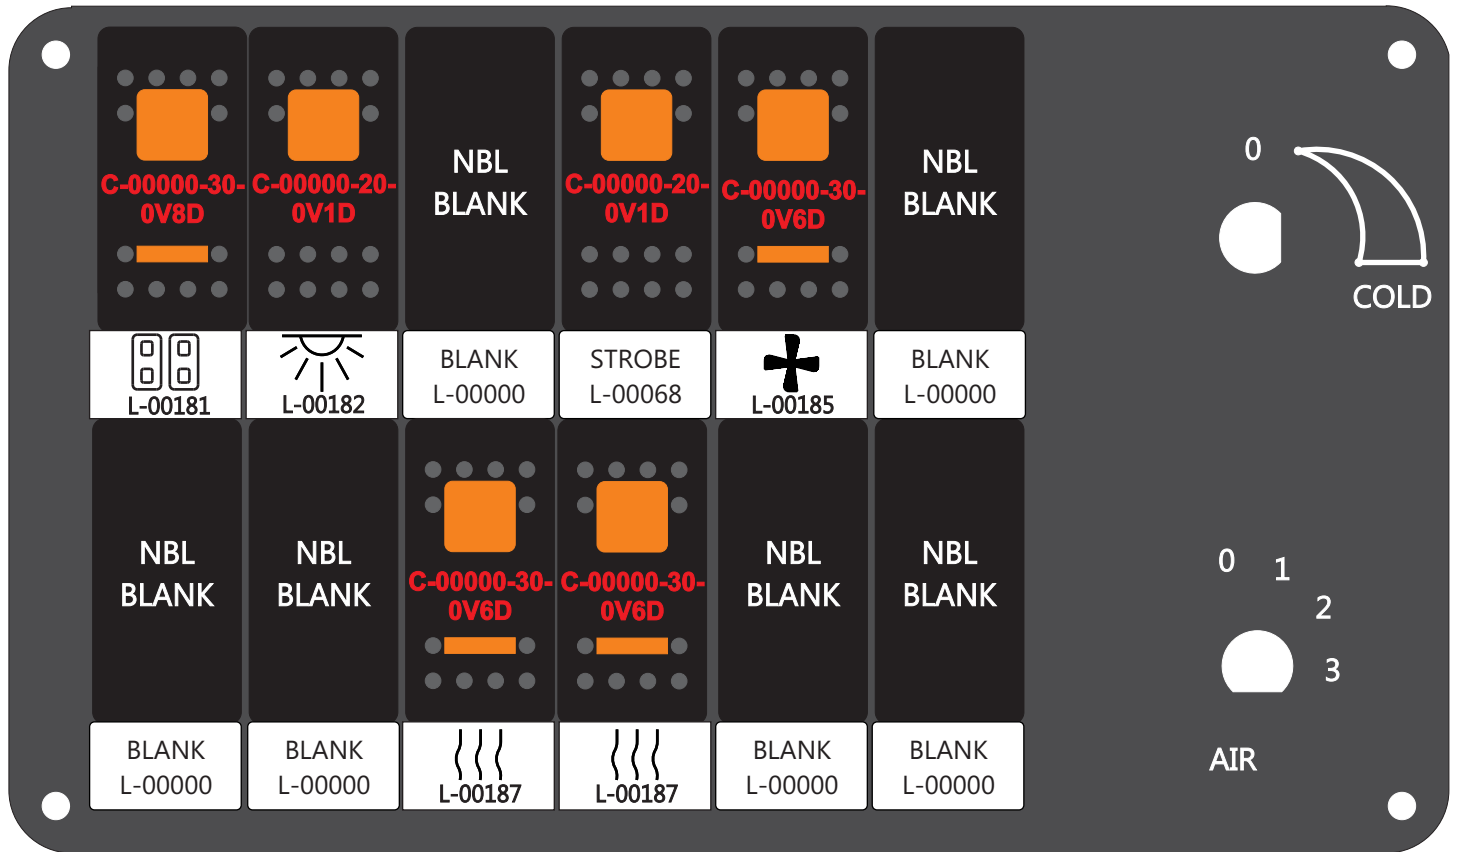 C-00000-30-
0V8D
C-00000-20-
0V1D
NBL
BLANK
C-00000-20-
0V1D
C-00000-30-
0V6D
NBL
BLANK
0
COLD
L-00181
L-00182
BLANK
L-00000
STROBE
L-00068
L-00185
BLANK
L-00000
NBL
BLANK
NBL
BLANK
C-00000-30-
0V6D
C-00000-30-
0V6D
NBL
BLANK
NBL
BLANK
0
1
2
3
AIR
BLANK
L-00000
BLANK
L-00000
L-00187
L-00187
BLANK
L-00000
BLANK
L-00000